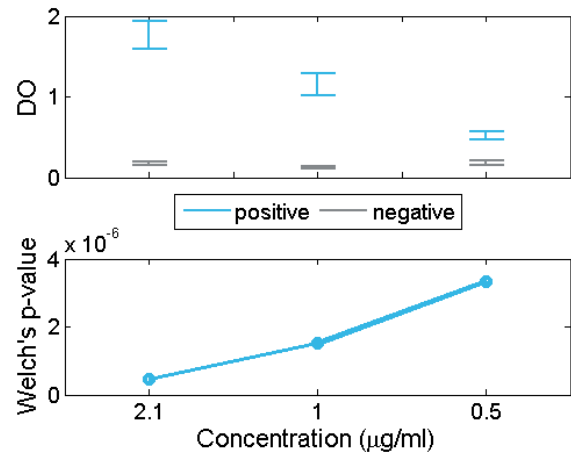 2
1
0
DO
positive negative
x 10^-6
4
2
0
Welch's p-value
2.1 1 0.5
Concentration (μg/ml)